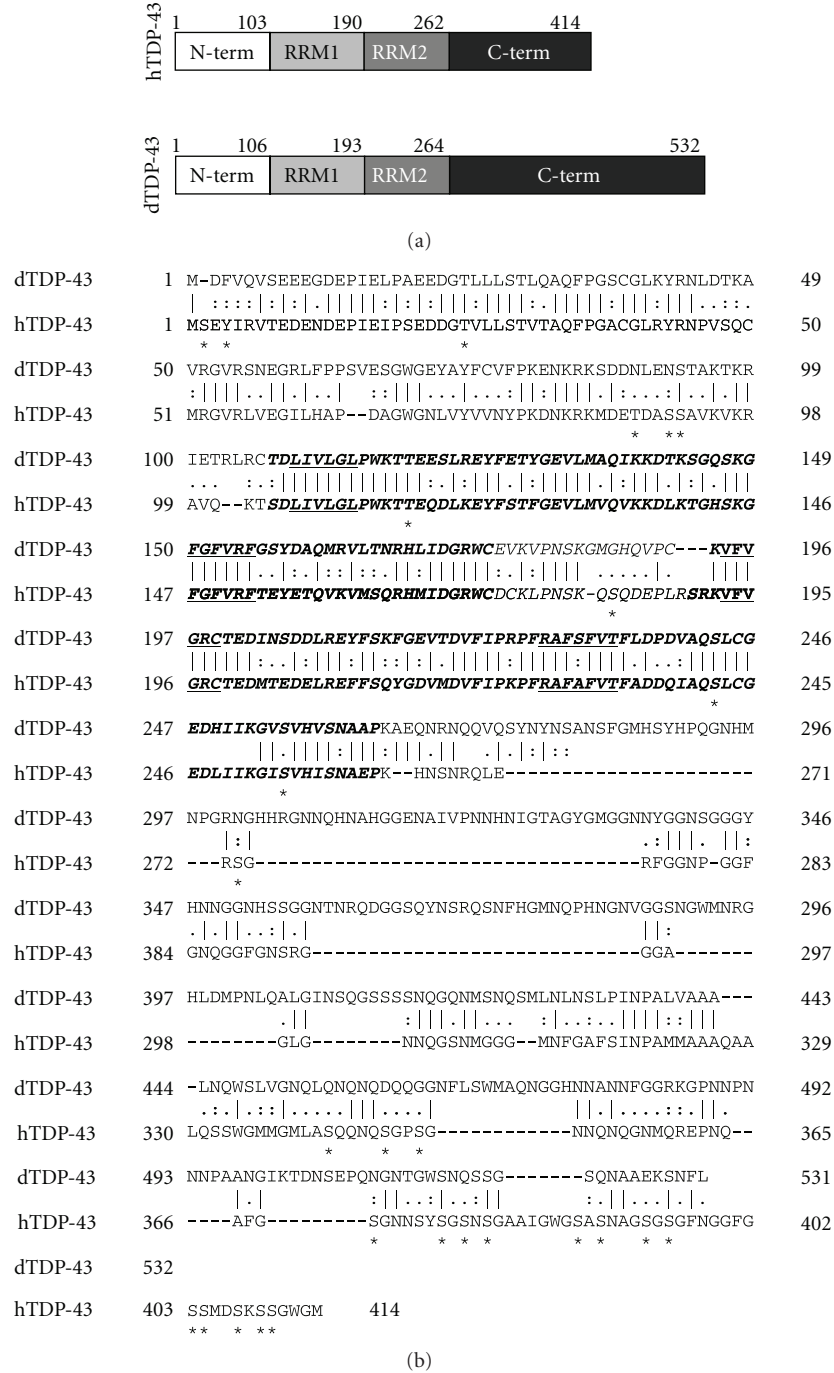 1 103 190 262 414
hTDP-43
N-term RRM1 RRM2 C-term
1 106 193 264 532
dTDP-43
N-term RRM1 RRM2 C-term
(a)
dTDP-43 1 M-DFVQVSEEEGDEPIELPAEEDGTLLLSTLQAQFPGSCGLKYRNLDTKA 49
hTDP-43 1 MSEYIRVTEDENDEPIEIPSEDDGTVLLSTVTAQFPGACGLRYRNPVSQC 50
dTDP-43 50 VRGVRSNEGRLFPPSVESGWGEYAYFCVFPKENKRKSDDNLENSTAKTKR 99
hTDP-43 51 MRGVRLVEGILHAP--DAGWGNLVYVVNYPKDNKRKMDETDASSAVKVKR 98
dTDP-43 100 IETRLRCTDLIVLGLPWKTTEESLREYFETYGEVLMAQIKKDTKSGQSKG 149
hTDP-43 99 AVQ--KTSDLIVLGLPWKTTEQDLKEYFSTFGEVLMVQVKKDLKTGHSKG 146
dTDP-43 150 FGFVRFGSYDAQMRVLTNRHLIDGRWCEVKVPNSKGMGHQVPC---KVFV 196
hTDP-43 147 FGFVRFTEYETQVKVMSQRHMIDGRWCDCKLPNSK-QSQDEPLRSRKVFV 195
dTDP-43 197 GRCTEDINSDDLREYFSKFGEVTDVFIPRPFRAFSFVTFLDPDVAQSLCG 246
hTDP-43 196 GRCTEDMTEDELREFFSQYGDVMDVFIPKPFRAFAFVTFADDQIAQSLCG 245
dTDP-43 247 EDHIIKGVSVHVSNAAPKAEQNRNQQVQSYNYNSANSFGMHSYHPQGNHM 296
hTDP-43 246 EDLIIKGISVHISNAEPK--HNSNRQLE---------------------- 271
dTDP-43 297 NPGRNGHHRGNNQHNAHGGENAIVPNNHNIGTAGYGMGGNNYGGNSGGGY 346
hTDP-43 272 ---RSG----------------------------------RFGGNP-GGF 283
dTDP-43 347 HNNGGNHSSGGNTNRQDGGSQYNSRQSNFHGMNQPHNGNVGGSNGWMNRG 296
hTDP-43 384 GNQGGFGNSRG-----------------------------GGA------- 297
dTDP-43 397 HLDMPNLQALGINSQGSSSSNQGQNMSNQSMLNLNSLPINPALVAAA--- 443
hTDP-43 298 --------GLG--------NNQGSNMGGG--MNFGAFSINPAMMAAAQAA 329
dTDP-43 444 -LNQWSLVGNQLQNQNQDQQGGNFLSWMAQNGGHNNANNFGGRKGPNNPN 492
hTDP-43 330 LQSSWGMMGMLASQQNQSGPSG------------NNQNQGNMQREPNQ-- 365
dTDP-43 493 NNPAANGIKTDNSEPQNGNTGWSNQSSG-------SQNAAEKSNFL 531
hTDP-43 366 ----AFG---------SGNNSYSGSNSGAAIGWGSASNAGSGSGFNGGFG 402
dTDP-43 532
hTDP-43 403 SSMDSKSSGWGM 414
(b)